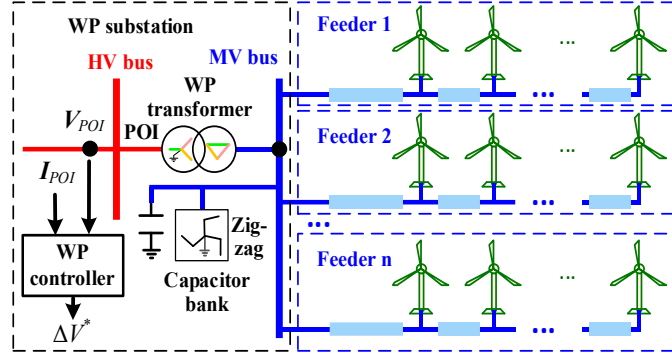 WP substation
HV bus
MV bus
WP
transformer
V_POI
POI
I_POI
WP
controller
Zig-
zag
Capacitor
bank
ΔV*
Feeder 1
...
...
Feeder 2
...
...
...
Feeder n
...
...